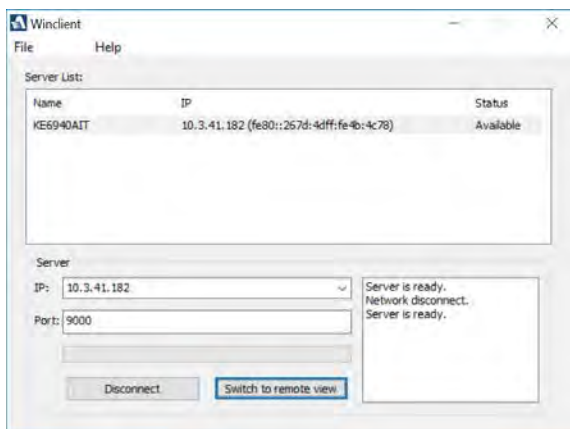 Winclient
File Help
Server List:
Name IP Status
KE6940AIT 10.3.41.182 (fe80::267d:4dff:fe4b:4c78) Available
Server
IP: 10.3.41.182
Port: 9000
Server is ready.
Network disconnect.
Server is ready.
Disconnect Switch to remote view